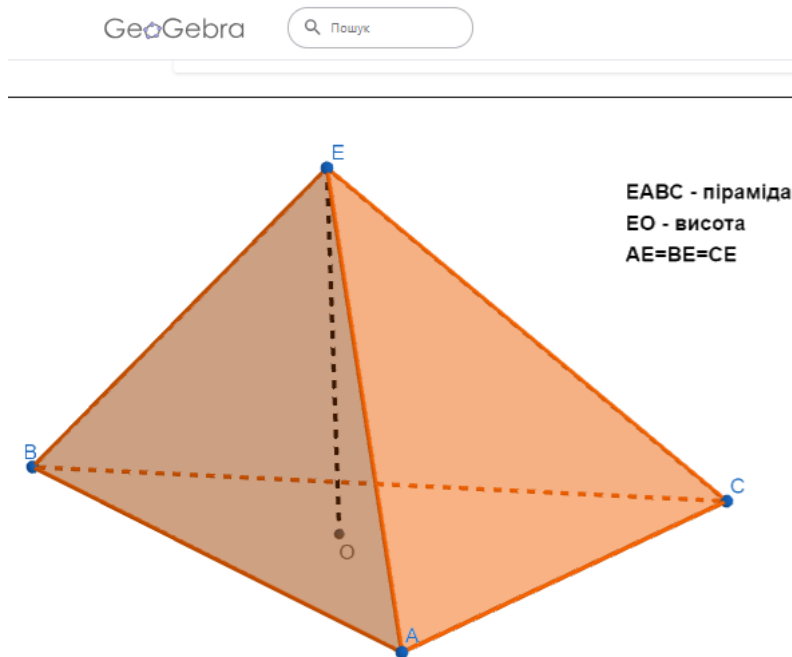 GeoGebra
Пошук
E
EABC - піраміда
EO - висота
AE=BE=CE
B
C
O
A